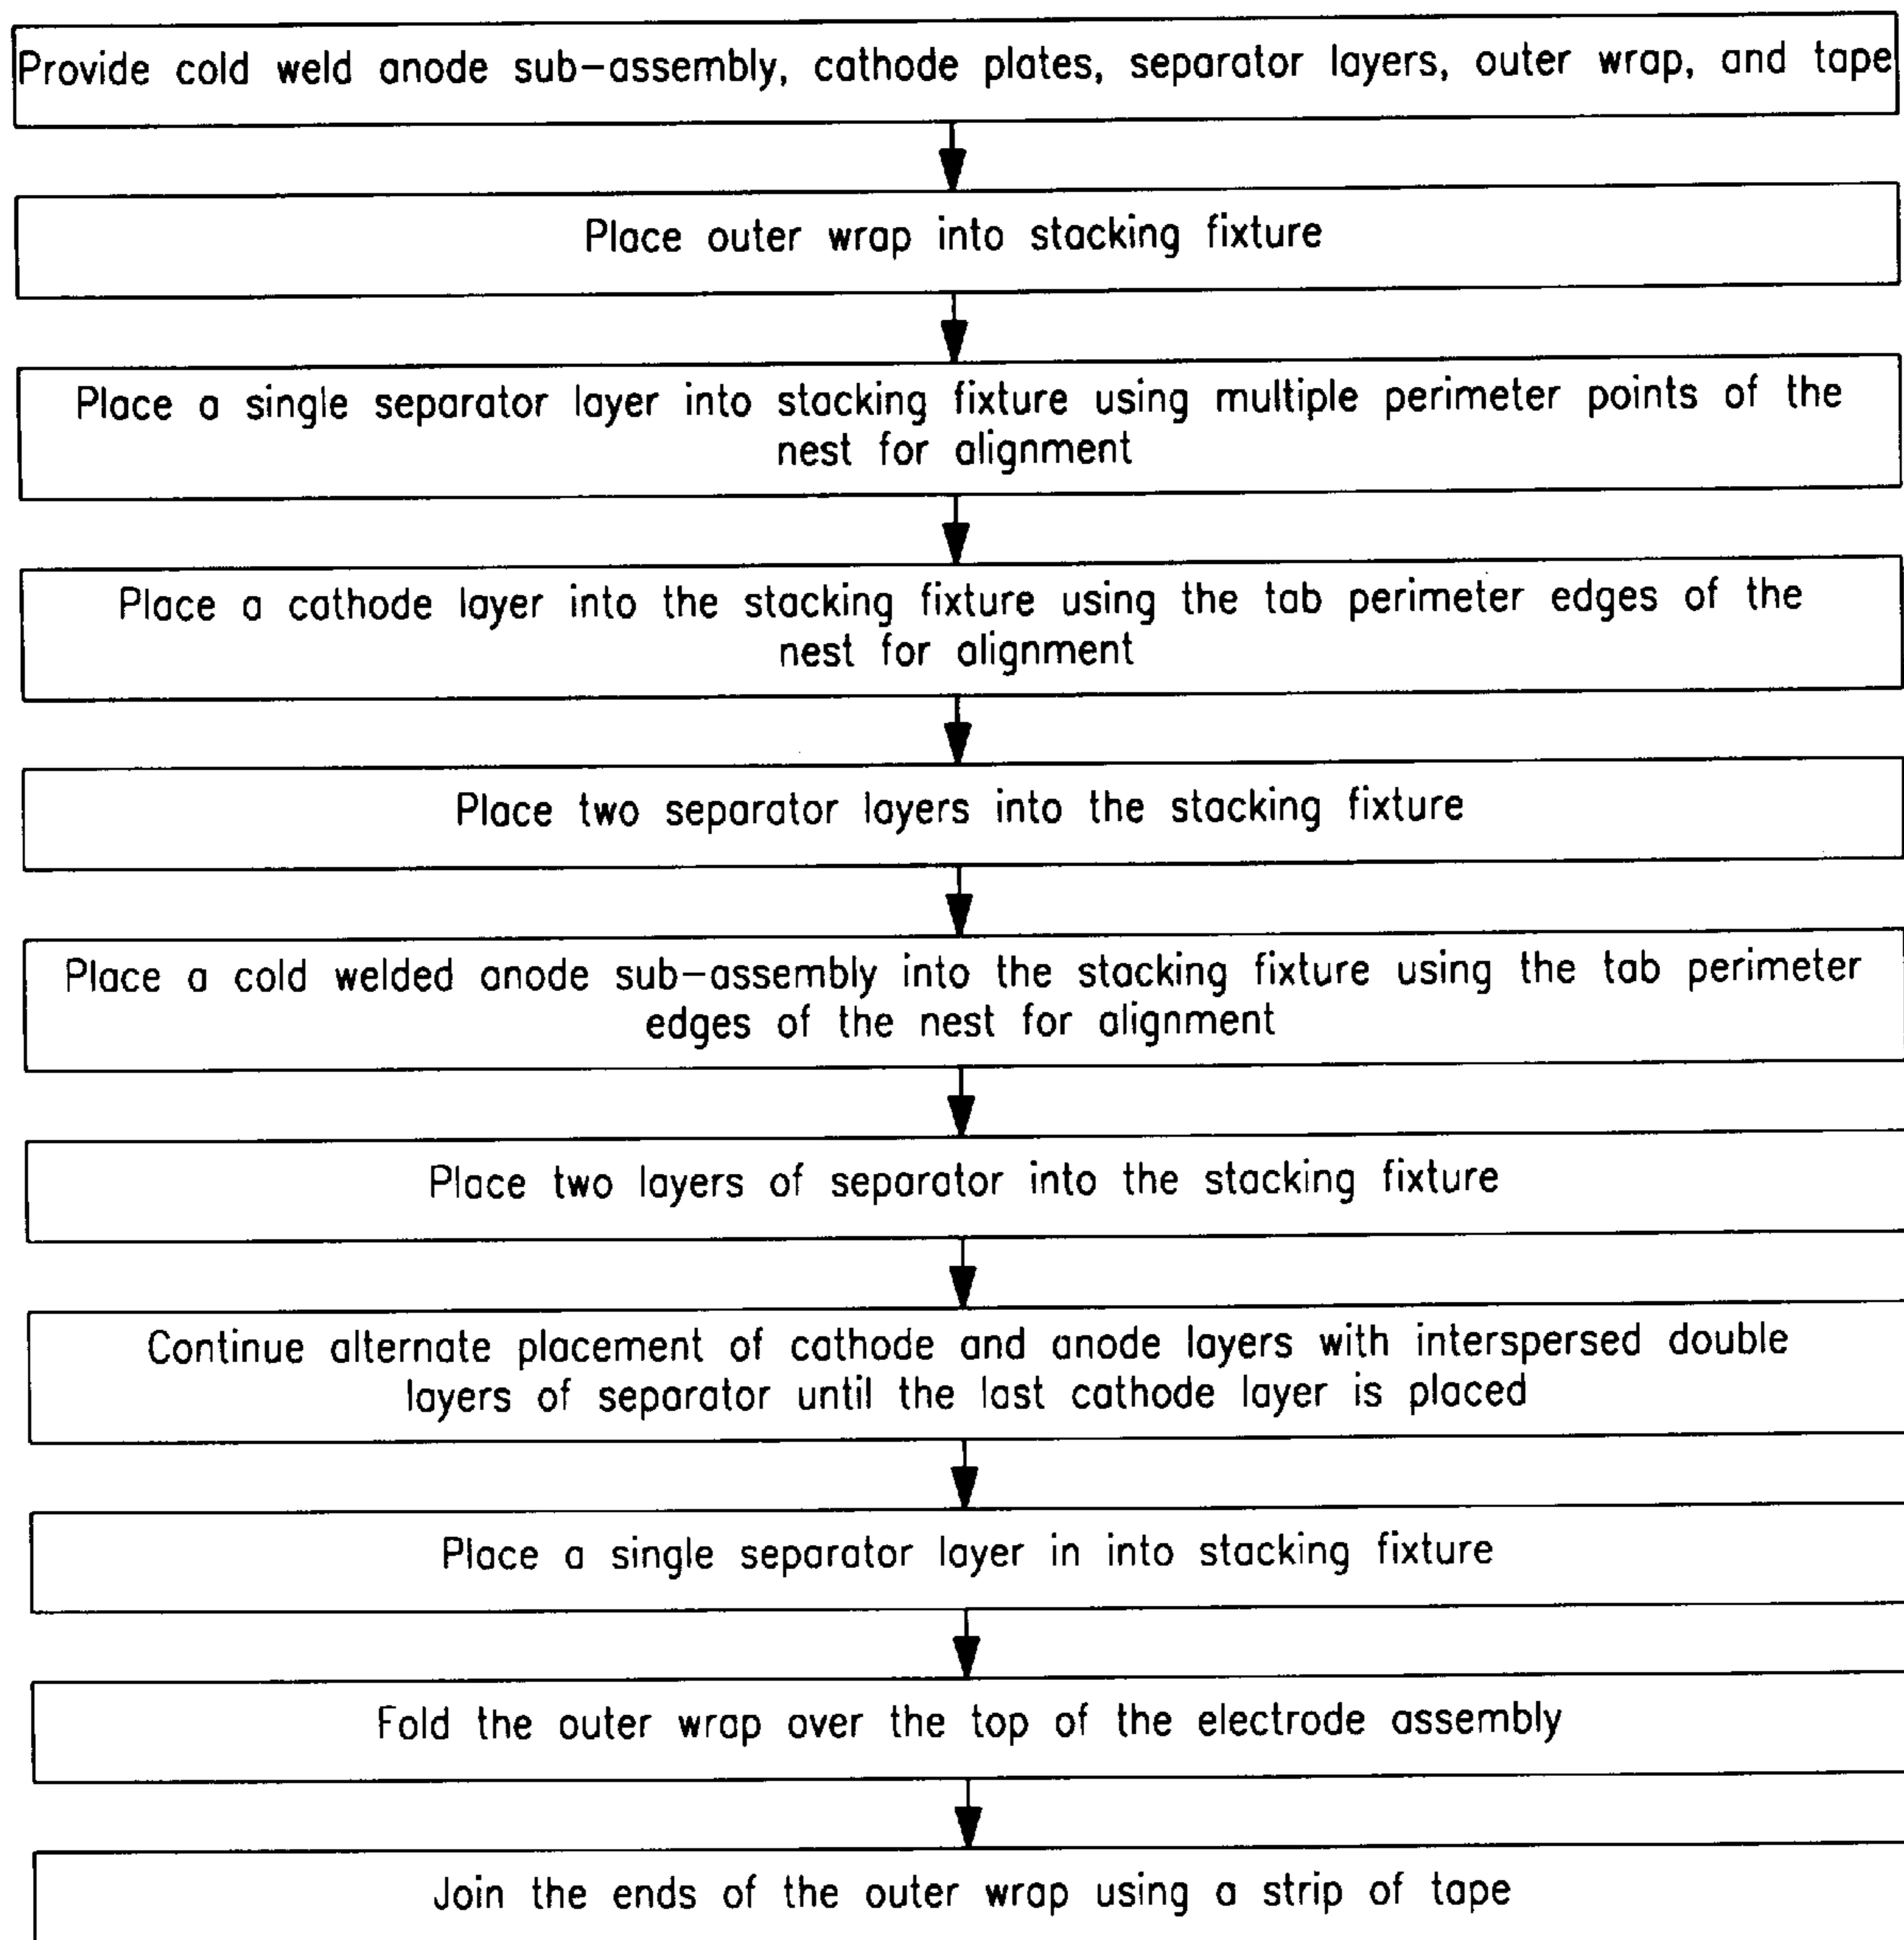 Provide cold weld anode sub-assembly, cathode plates, separator layers, outer wrap, and tape
Place outer wrap into stacking fixture
Place a single separator layer into stacking fixture using multiple perimeter points of the
nest for alignment
Place a cathode layer into the stacking fixture using the tab perimeter edges of the
nest for alignment
Place two separator layers into the stacking fixture
Place a cold welded anode sub-assembly into the stacking fixture using the tab perimeter
edges of the nest for alignment
Place two layers of separator into the stacking fixture
Continue alternate placement of cathode and anode layers with interspersed double
layers of separator until the last cathode layer is placed
Place a single separator layer in into stacking fixture
Fold the outer wrap over the top of the electrode assembly
Join the ends of the outer wrap using a strip of tape